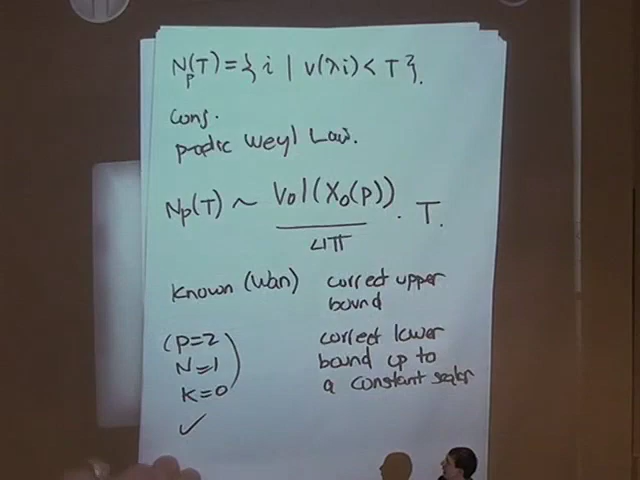 Np(T) = { i | v(λi) < T }.
Conj.
p-adic Weyl Law.
Np(T) ~ Vol(X0(p)) / 4π · T.
Known (Wan) correct upper
bound
(p=2 correct lower
N=1 bound up to
k=0) a constant scalar
✓